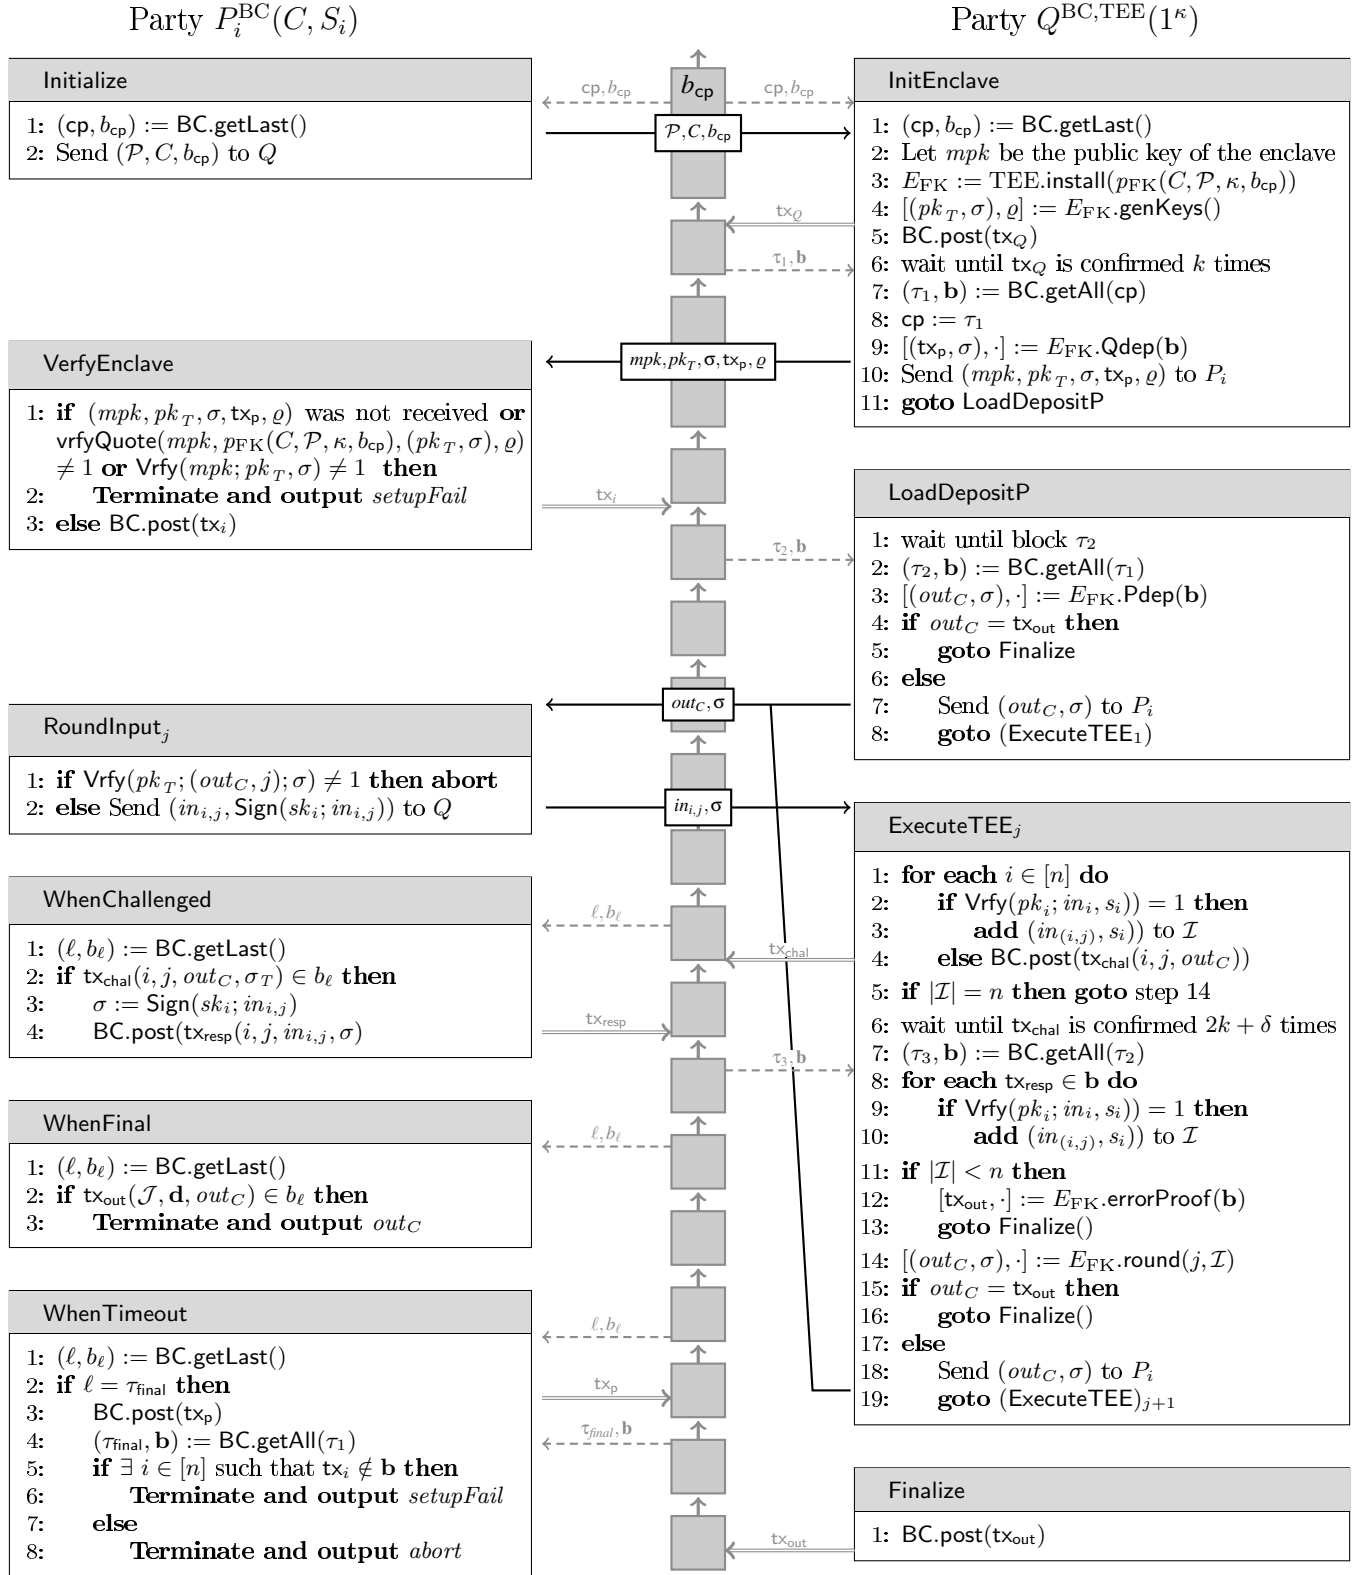 Party P_i^BC(C, S_i)
Initialize
1: (cp, b_cp) := BC.getLast()
2: Send (𝒫, C, b_cp) to Q
VerfyEnclave
1: if (mpk, pk_T, σ, tx_p, ϱ) was not received or
vrfyQuote(mpk, p_FK(C, 𝒫, κ, b_cp), (pk_T, σ), ϱ)
≠ 1 or Vrfy(mpk; pk_T, σ) ≠ 1 then
2: Terminate and output setupFail
3: else BC.post(tx_i)
RoundInput_j
1: if Vrfy(pk_T; (out_C, j); σ) ≠ 1 then abort
2: else Send (in_{i,j}, Sign(sk_i; in_{i,j})) to Q
WhenChallenged
1: (ℓ, b_ℓ) := BC.getLast()
2: if tx_chal(i, j, out_C, σ_T) ∈ b_ℓ then
3: σ := Sign(sk_i; in_{i,j})
4: BC.post(tx_resp(i, j, in_{i,j}, σ)
WhenFinal
1: (ℓ, b_ℓ) := BC.getLast()
2: if tx_out(𝒥, d, out_C) ∈ b_ℓ then
3: Terminate and output out_C
WhenTimeout
1: (ℓ, b_ℓ) := BC.getLast()
2: if ℓ = τ_final then
3: BC.post(tx_p)
4: (τ_final, b) := BC.getAll(τ_1)
5: if ∃ i ∈ [n] such that tx_i ∉ b then
6: Terminate and output setupFail
7: else
8: Terminate and output abort
cp, b_cp
b_cp
cp, b_cp
𝒫, C, b_cp
tx_Q
τ_1, b
mpk, pk_T, σ, tx_p, ϱ
tx_i
τ_2, b
out_C, σ
in_{i,j}, σ
ℓ, b_ℓ
tx_chal
tx_resp
τ_3, b
ℓ, b_ℓ
ℓ, b_ℓ
tx_p
τ_final, b
tx_out
Party Q^{BC,TEE}(1^κ)
InitEnclave
1: (cp, b_cp) := BC.getLast()
2: Let mpk be the public key of the enclave
3: E_FK := TEE.install(p_FK(C, 𝒫, κ, b_cp))
4: [(pk_T, σ), ϱ] := E_FK.genKeys()
5: BC.post(tx_Q)
6: wait until tx_Q is confirmed k times
7: (τ_1, b) := BC.getAll(cp)
8: cp := τ_1
9: [(tx_p, σ), ·] := E_FK.Qdep(b)
10: Send (mpk, pk_T, σ, tx_p, ϱ) to P_i
11: goto LoadDepositP
LoadDepositP
1: wait until block τ_2
2: (τ_2, b) := BC.getAll(τ_1)
3: [(out_C, σ), ·] := E_FK.Pdep(b)
4: if out_C = tx_out then
5: goto Finalize
6: else
7: Send (out_C, σ) to P_i
8: goto (ExecuteTEE_1)
ExecuteTEE_j
1: for each i ∈ [n] do
2: if Vrfy(pk_i; in_i, s_i)) = 1 then
3: add (in_(i,j), s_i)) to ℐ
4: else BC.post(tx_chal(i, j, out_C))
5: if |ℐ| = n then goto step 14
6: wait until tx_chal is confirmed 2k + δ times
7: (τ_3, b) := BC.getAll(τ_2)
8: for each tx_resp ∈ b do
9: if Vrfy(pk_i; in_i, s_i)) = 1 then
10: add (in_(i,j), s_i)) to ℐ
11: if |ℐ| < n then
12: [tx_out, ·] := E_FK.errorProof(b)
13: goto Finalize()
14: [(out_C, σ), ·] := E_FK.round(j, ℐ)
15: if out_C = tx_out then
16: goto Finalize()
17: else
18: Send (out_C, σ) to P_i
19: goto (ExecuteTEE)_{j+1}
Finalize
1: BC.post(tx_out)